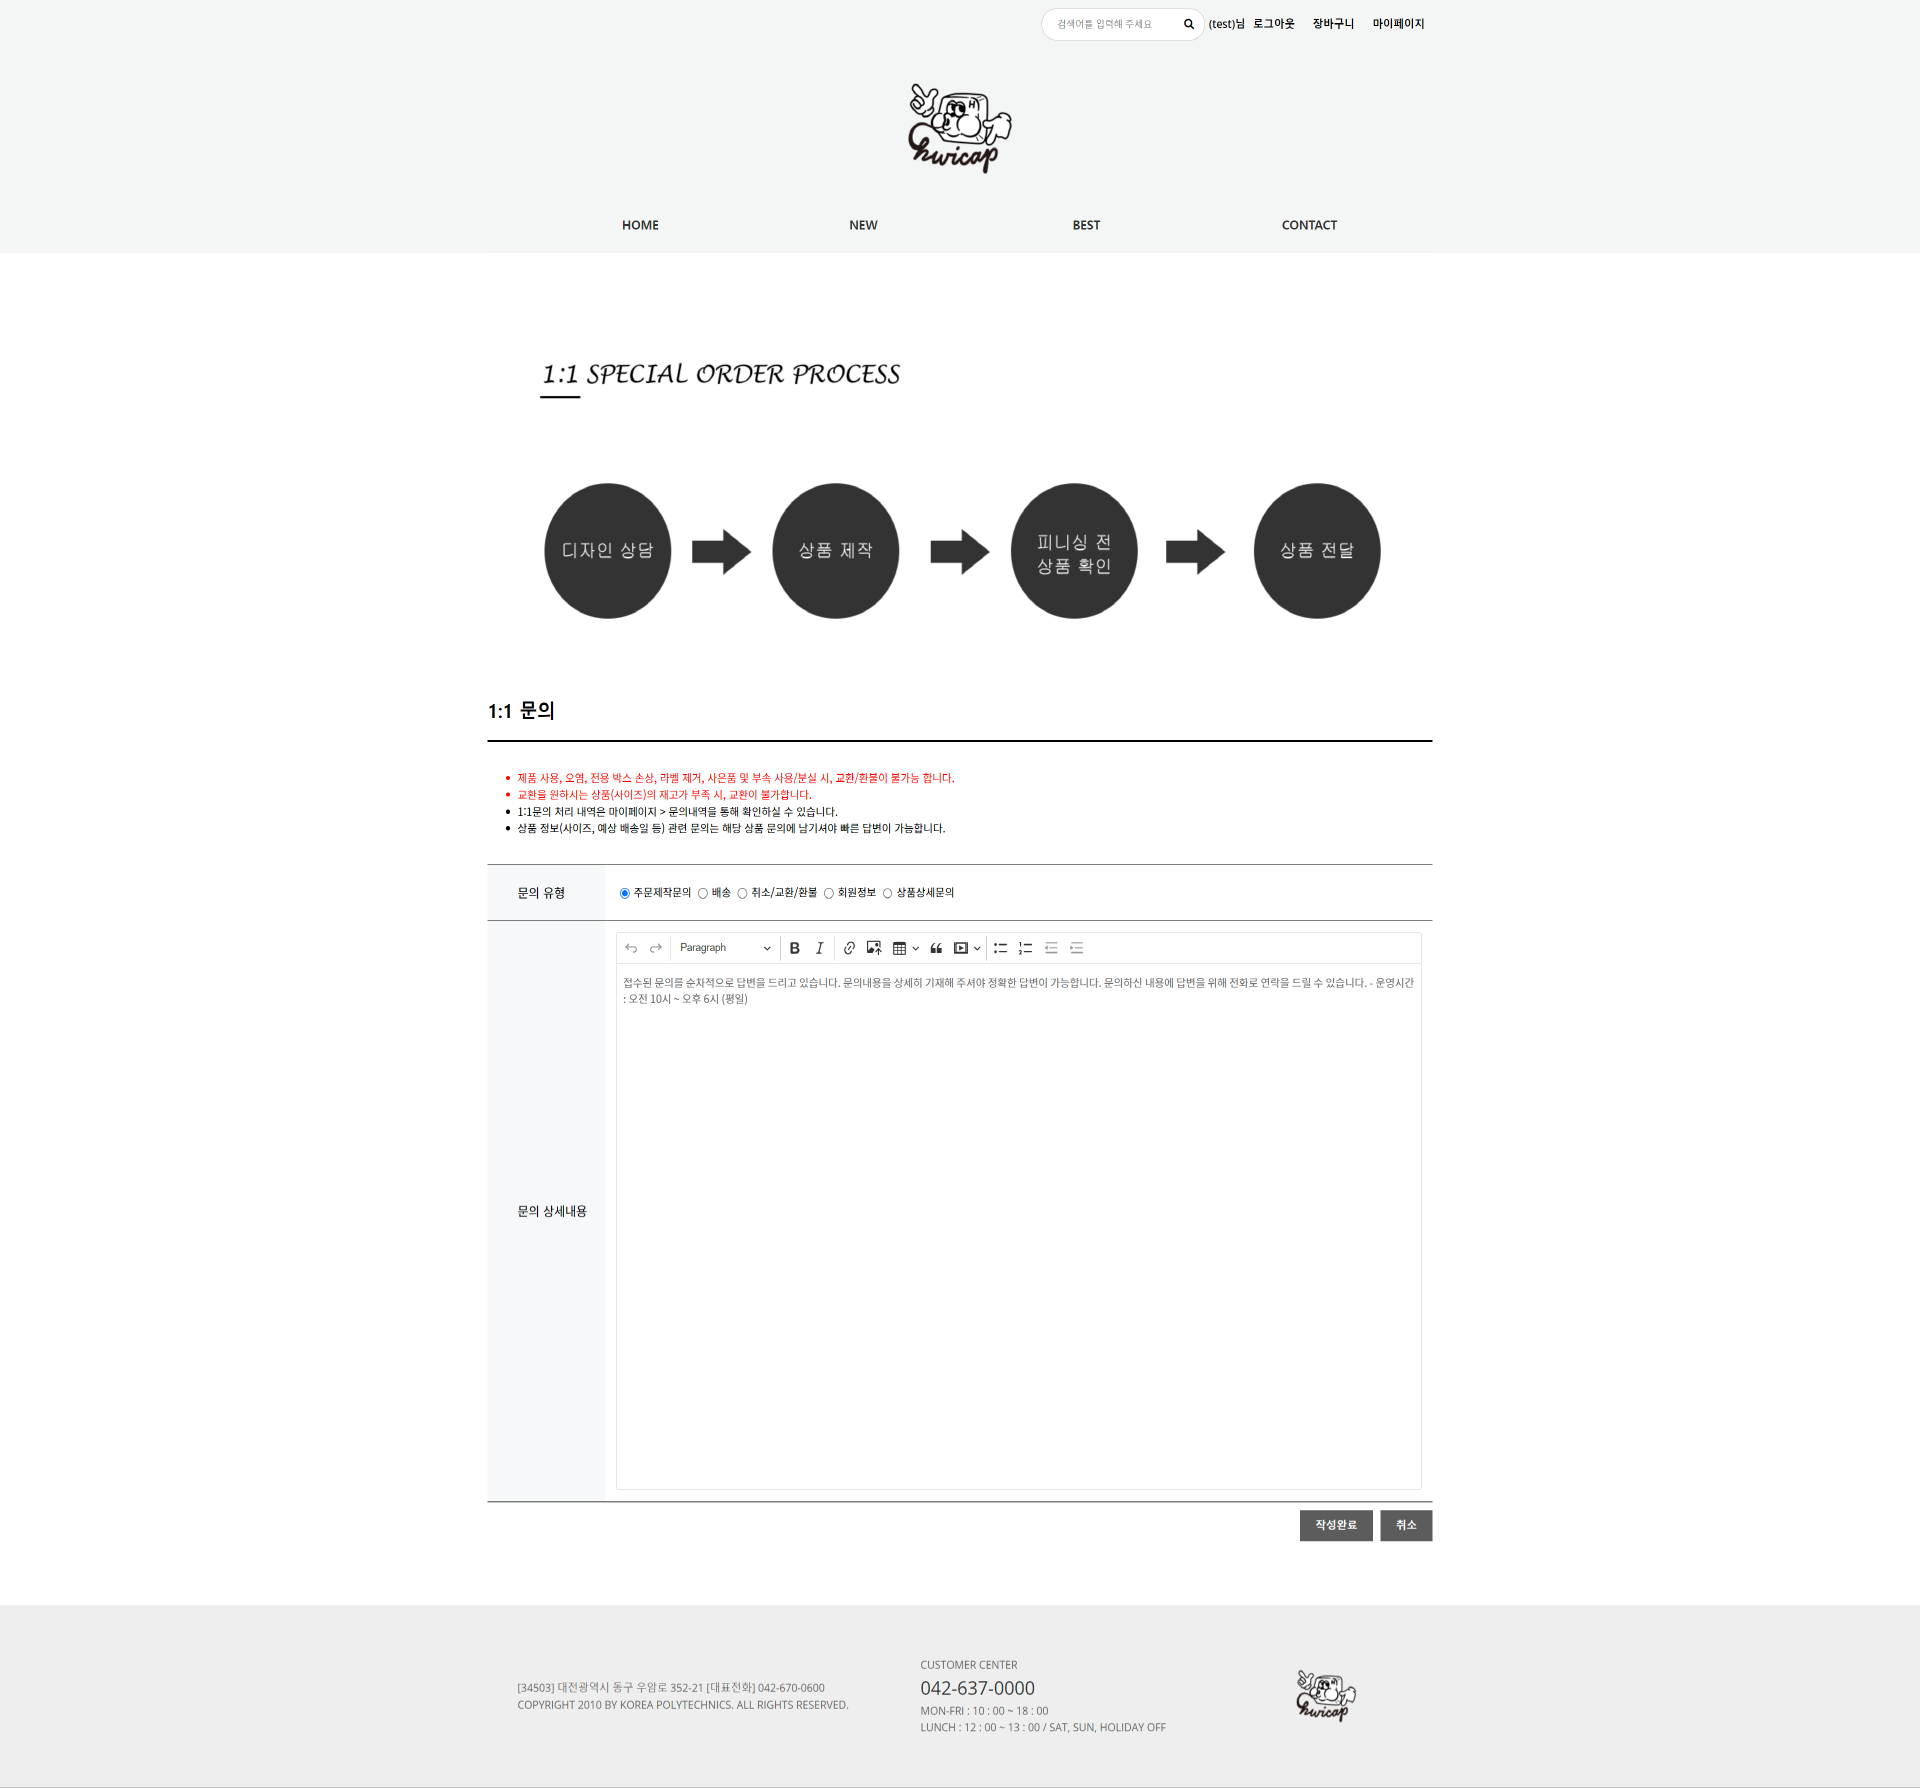 검색어를 입력해 주세요
(test)님 로그아웃 장바구니 마이페이지
H
hwicap
HOME NEW BEST CONTACT
1:1 SPECIAL ORDER PROCESS
디자인 상담
상품 제작
피니싱 전
상품 확인
상품 전달
1:1 문의
제품 사용, 오염, 전용 박스 손상, 라벨 제거, 사은품 및 부속 사용/분실 시, 교환/환불이 불가능 합니다.
교환을 원하시는 상품(사이즈)의 재고가 부족 시, 교환이 불가합니다.
1:1문의 처리 내역은 마이페이지 > 문의내역을 통해 확인하실 수 있습니다.
상품 정보(사이즈, 예상 배송일 등) 관련 문의는 해당 상품 문의에 남기셔야 빠른 답변이 가능합니다.
문의 유형
주문제작문의 배송 취소/교환/환불 회원정보 상품상세문의
Paragraph
문의 상세내용
접수된 문의를 순차적으로 답변을 드리고 있습니다. 문의내용을 상세히 기재해 주셔야 정확한 답변이 가능합니다. 문의하신 내용에 답변을 위해 전화로 연락을 드릴 수 있습니다. - 운영시간
: 오전 10시 ~ 오후 6시 (평일)
작성완료 취소
[34503] 대전광역시 동구 우암로 352-21 [대표전화] 042-670-0600
COPYRIGHT 2010 BY KOREA POLYTECHNICS. ALL RIGHTS RESERVED.
CUSTOMER CENTER
042-637-0000
MON-FRI : 10 : 00 ~ 18 : 00
LUNCH : 12 : 00 ~ 13 : 00 / SAT, SUN, HOLIDAY OFF
hwicap